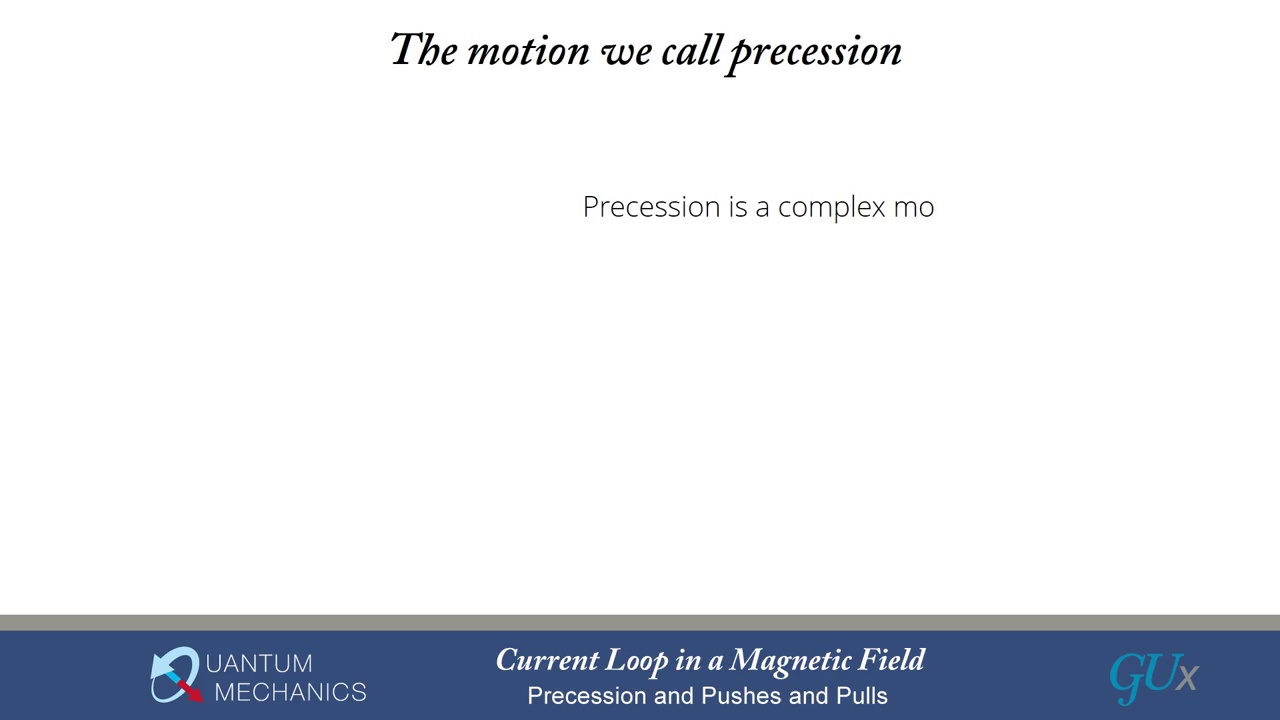 The motion we call precession
Precession is a complex mo
QUANTUM
MECHANICS
Current Loop in a Magnetic Field
Precession and Pushes and Pulls
GUx